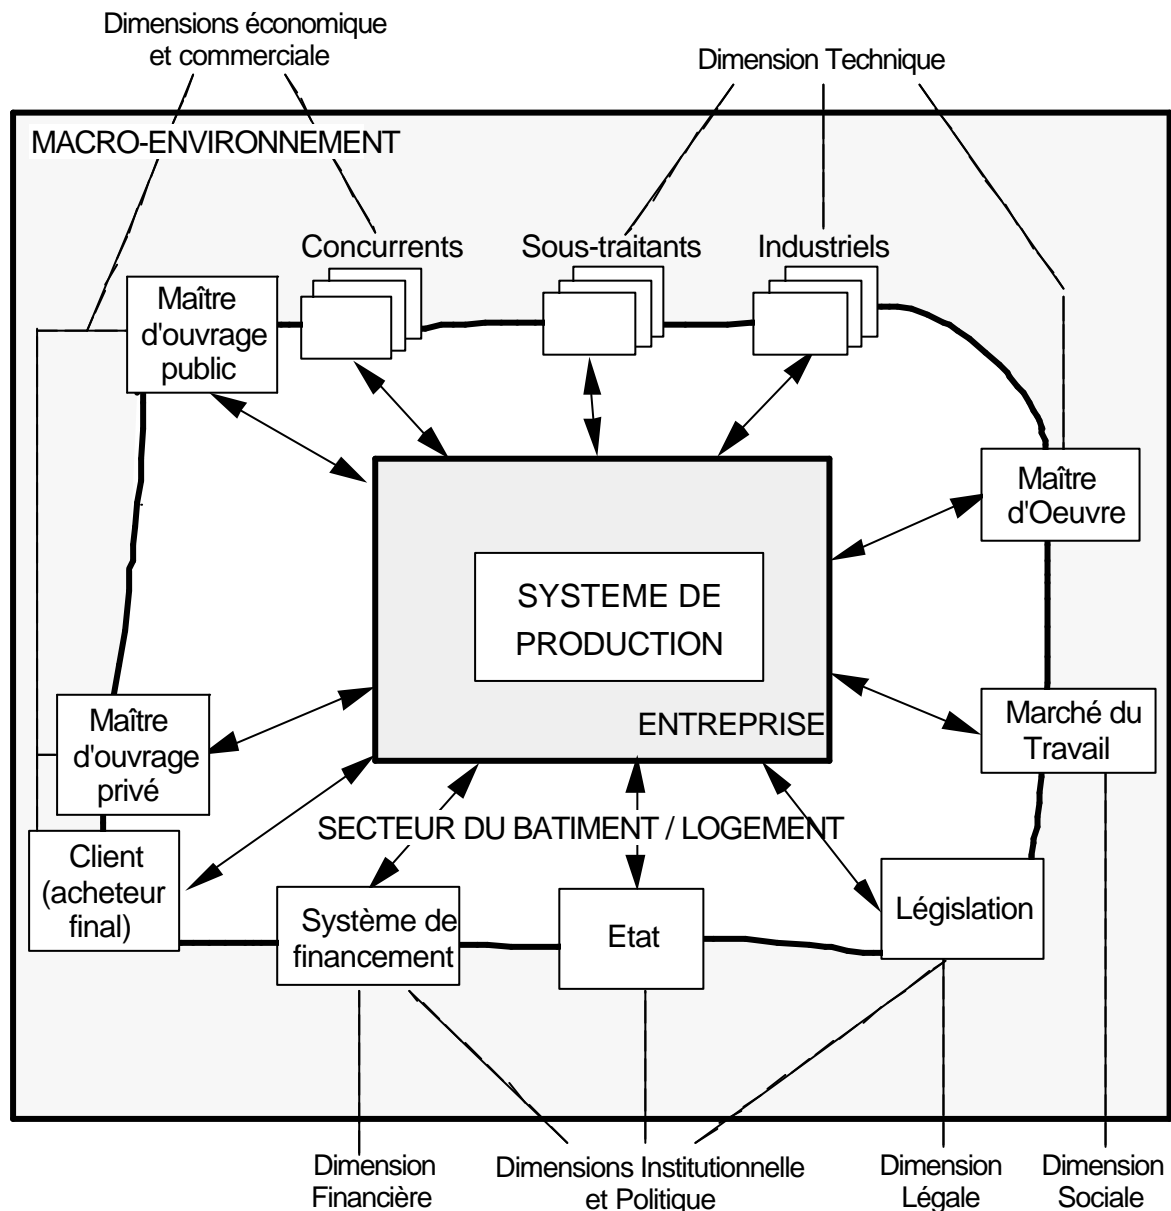 Dimensions économique
et commerciale
Dimension Technique
MACRO-ENVIRONNEMENT
Concurrents
Sous-traitants
Industriels
Maître
d'ouvrage
public
Maître
d'Oeuvre
SYSTEME DE
PRODUCTION
ENTREPRISE
Maître
d'ouvrage
privé
Marché du
Travail
SECTEUR DU BATIMENT / LOGEMENT
Client
(acheteur
final)
Système de
financement
Etat
Législation
Dimension
Financière
Dimensions Institutionnelle
et Politique
Dimension
Légale
Dimension
Sociale